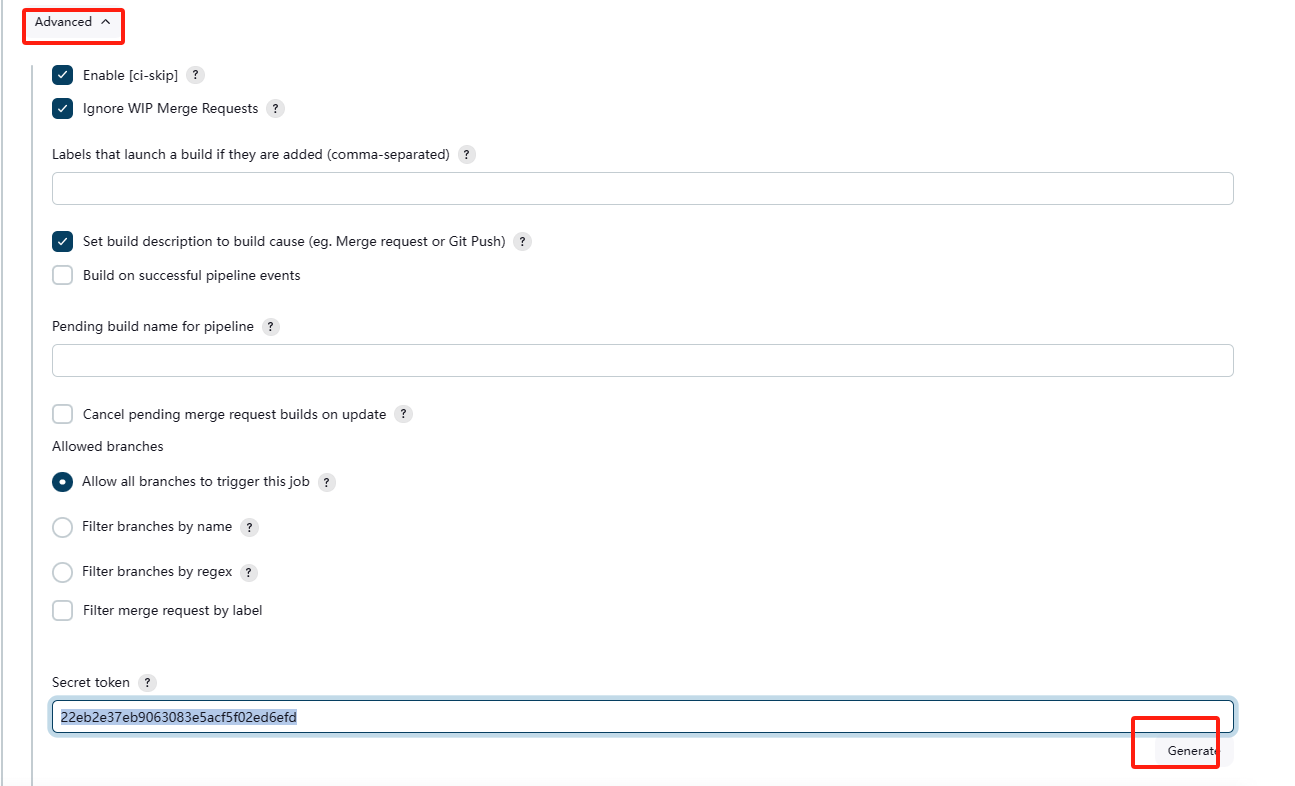 Advanced
Enable [ci-skip] ?
Ignore WIP Merge Requests ?
Labels that launch a build if they are added (comma-separated) ?
Set build description to build cause (eg. Merge request or Git Push) ?
Build on successful pipeline events
Pending build name for pipeline ?
Cancel pending merge request builds on update ?
Allowed branches
Allow all branches to trigger this job ?
Filter branches by name ?
Filter branches by regex ?
Filter merge request by label
Secret token ?
22eb2e37eb9063083e5acf5f02ed6efd
Generate